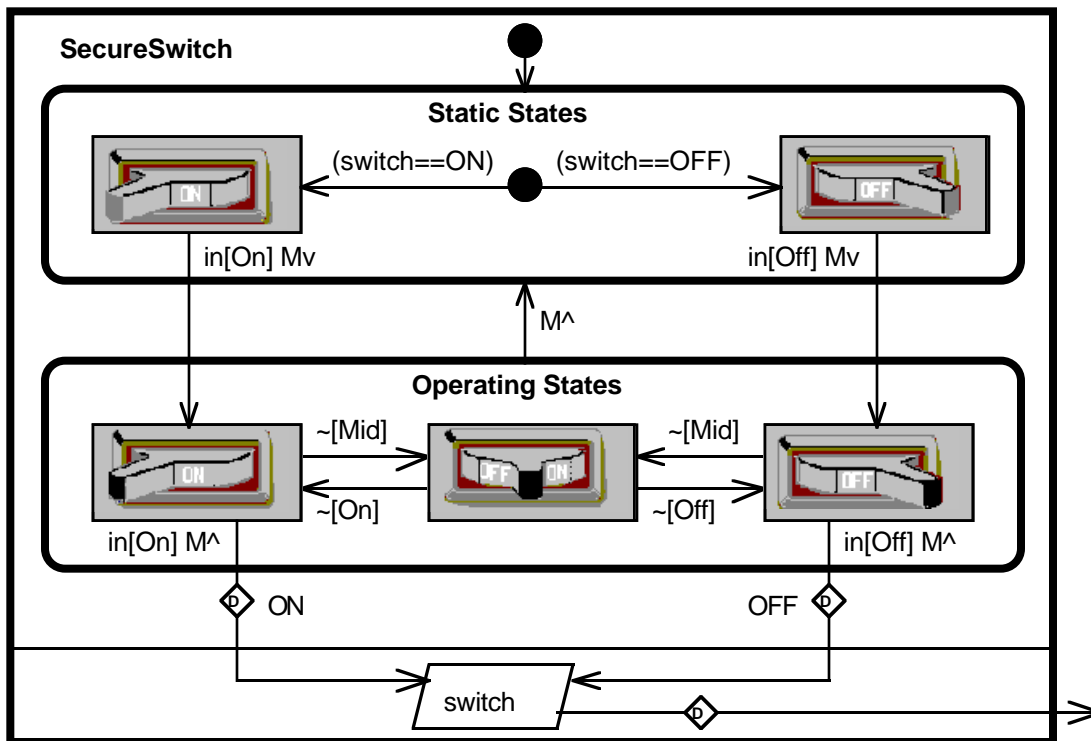 SecureSwitch
Static States
(switch==ON) (switch==OFF)
ON
OFF
in[On] Mv
in[Off] Mv
M^
Operating States
~[Mid]
~[Mid]
ON
OFF ON
OFF
~[On]
~[Off]
in[On] M^
in[Off] M^
D ON
OFF D
switch
D